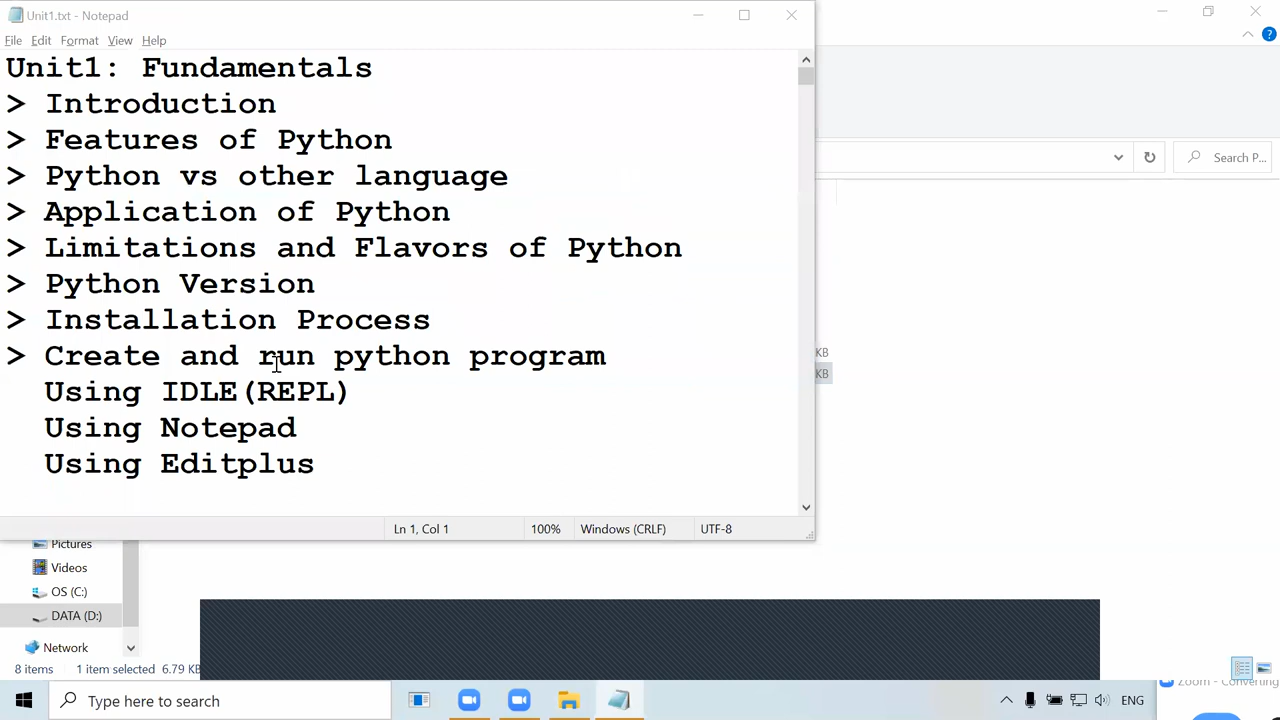 Unit1.txt - Notepad
File Edit Format View Help
Unit1: Fundamentals
> Introduction
> Features of Python
> Python vs other language
> Application of Python
> Limitations and Flavors of Python
> Python Version
> Installation Process
> Create and run python program
Using IDLE(REPL)
Using Notepad
Using Editplus
Ln 1, Col 1 100% Windows (CRLF) UTF-8
Search P...
KB
KB
Pictures
Videos
OS (C:)
DATA (D:)
Network
8 items 1 item selected 6.79 KB
Type here to search
ENG
Zoom - Converting